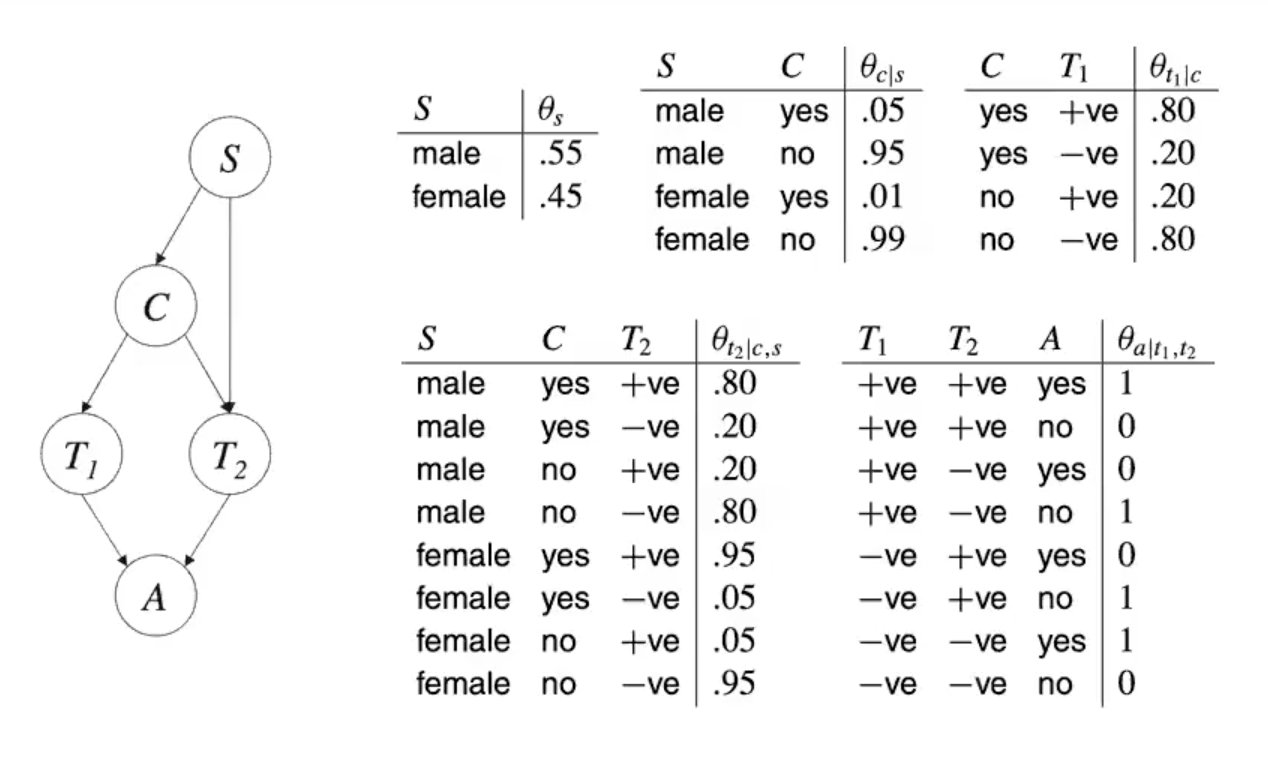 S
C
T₁
T₂
A
S θₛ
male .55
female .45
S C θ_c|s
male yes .05
male no .95
female yes .01
female no .99
C T₁ θ_t₁|c
yes +ve .80
yes −ve .20
no +ve .20
no −ve .80
S C T₂ θ_t₂|c,s
male yes +ve .80
male yes −ve .20
male no +ve .20
male no −ve .80
female yes +ve .95
female yes −ve .05
female no +ve .05
female no −ve .95
T₁ T₂ A θ_a|t₁,t₂
+ve +ve yes 1
+ve +ve no 0
+ve −ve yes 0
+ve −ve no 1
−ve +ve yes 0
−ve +ve no 1
−ve −ve yes 1
−ve −ve no 0